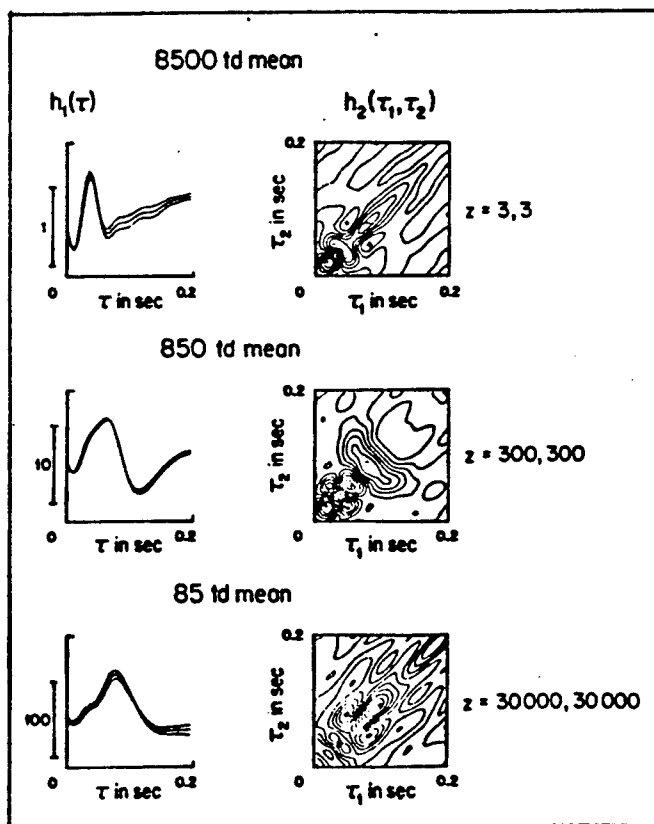 8500 td mean
h₁(τ) h₂(τ₁,τ₂)
1
0 τ in sec 0.2
0.2
τ₂ in sec
τ₁ in sec 0.2
z = 3,3
850 td mean
10
0 τ in sec 0.2
0.2
τ₂ in sec
0 τ₁ in sec 0.2
z = 300,300
85 td mean
100
0 τ in sec 0.2
0.2
τ₂ in sec
0 τ₁ in sec 0.2
z = 30000,30000